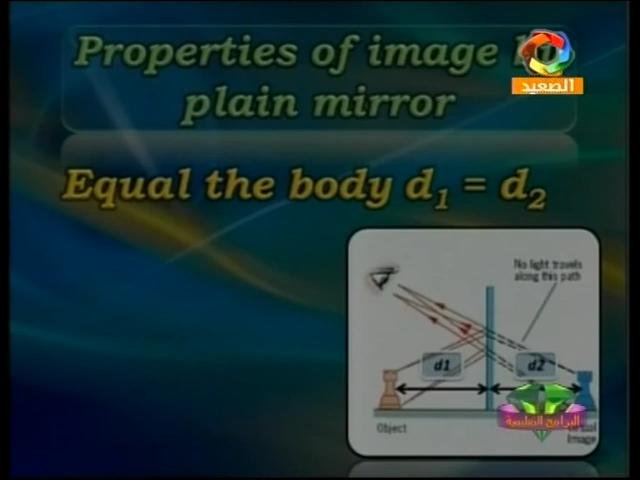 Properties of image
plain mirror
الصعيد
Equal the body d₁ = d₂
No light travels
along this path
d1
d2
Object
Image
البرامج التعليمية